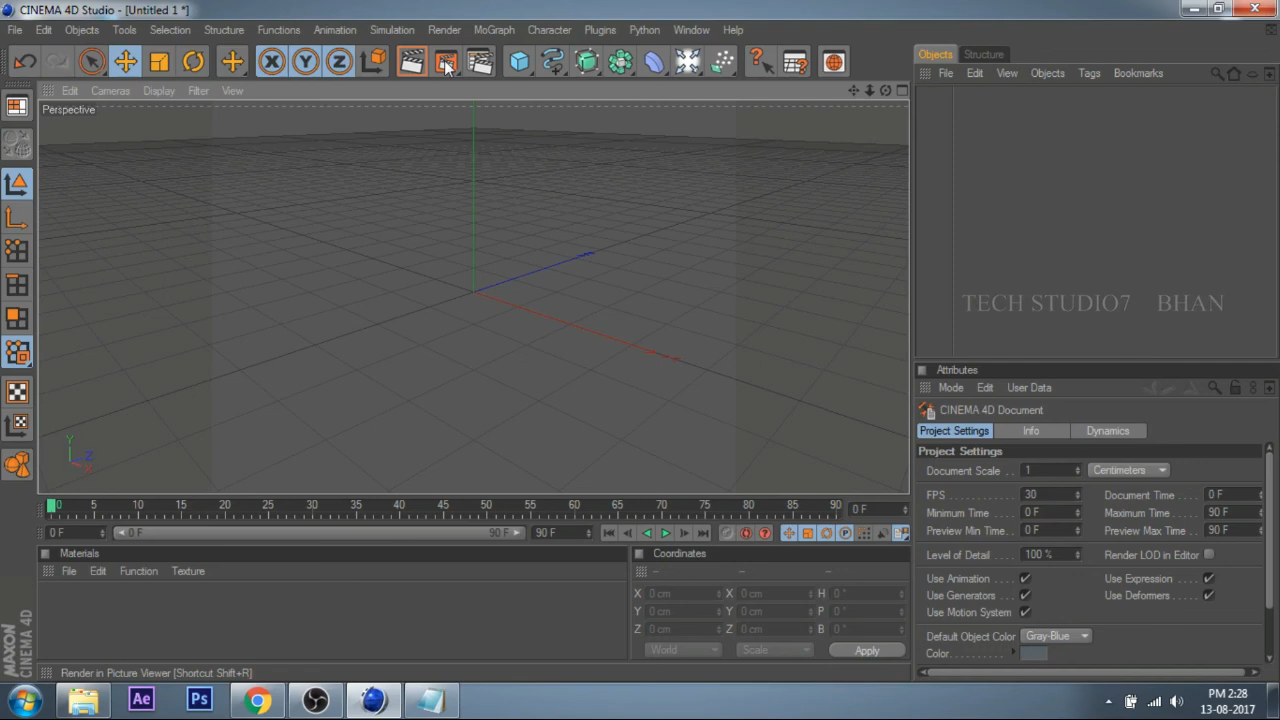 CINEMA 4D Studio - [Untitled 1 *]
File Edit Objects Tools Selection Structure Functions Animation Simulation Render MoGraph Character Plugins Python Window Help
X Y Z
Objects Structure
File Edit View Objects Tags Bookmarks
Edit Cameras Display Filter View
Perspective
TECH STUDIO7 BHAN
Attributes
Mode Edit User Data
CINEMA 4D Document
Project Settings Info Dynamics
Project Settings
Document Scale . . 1 Centimeters
FPS 30 Document Time 0 F
Minimum Time 0 F Maximum Time 90 F
Preview Min Time 0 F Preview Max Time 90 F
Level of Detail 100 % Render LOD in Editor
Use Animation Use Expression
Use Generators Use Deformers
Use Motion System
Default Object Color Gray-Blue
Color
Y
Z
X
0 5 10 15 20 25 30 35 40 45 50 55 60 65 70 75 80 85 90 0 F
0 F 0 F 90 F 90 F
Materials
File Edit Function Texture
Coordinates
-- -- --
X 0 cm X 0 cm H 0 °
Y 0 cm Y 0 cm P 0 °
Z 0 cm Z 0 cm B 0 °
World Scale Apply
MAXON
CINEMA 4D
Render in Picture Viewer [Shortcut Shift+R]
Ae Ps
PM 2:28
13-08-2017